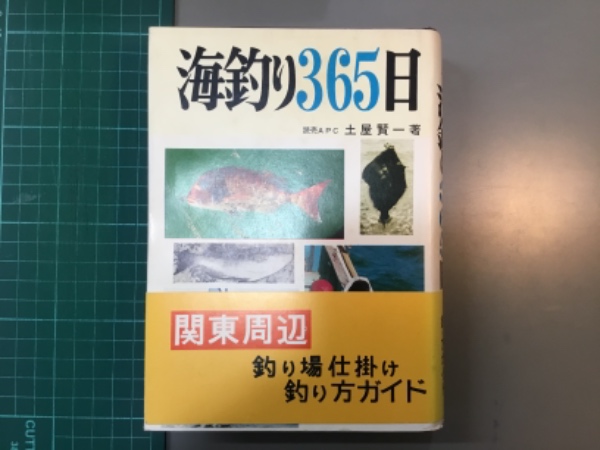 海釣り365日
読売APC 土屋賢一著
関東周辺
釣り場仕掛け
釣り方ガイド
CUTT